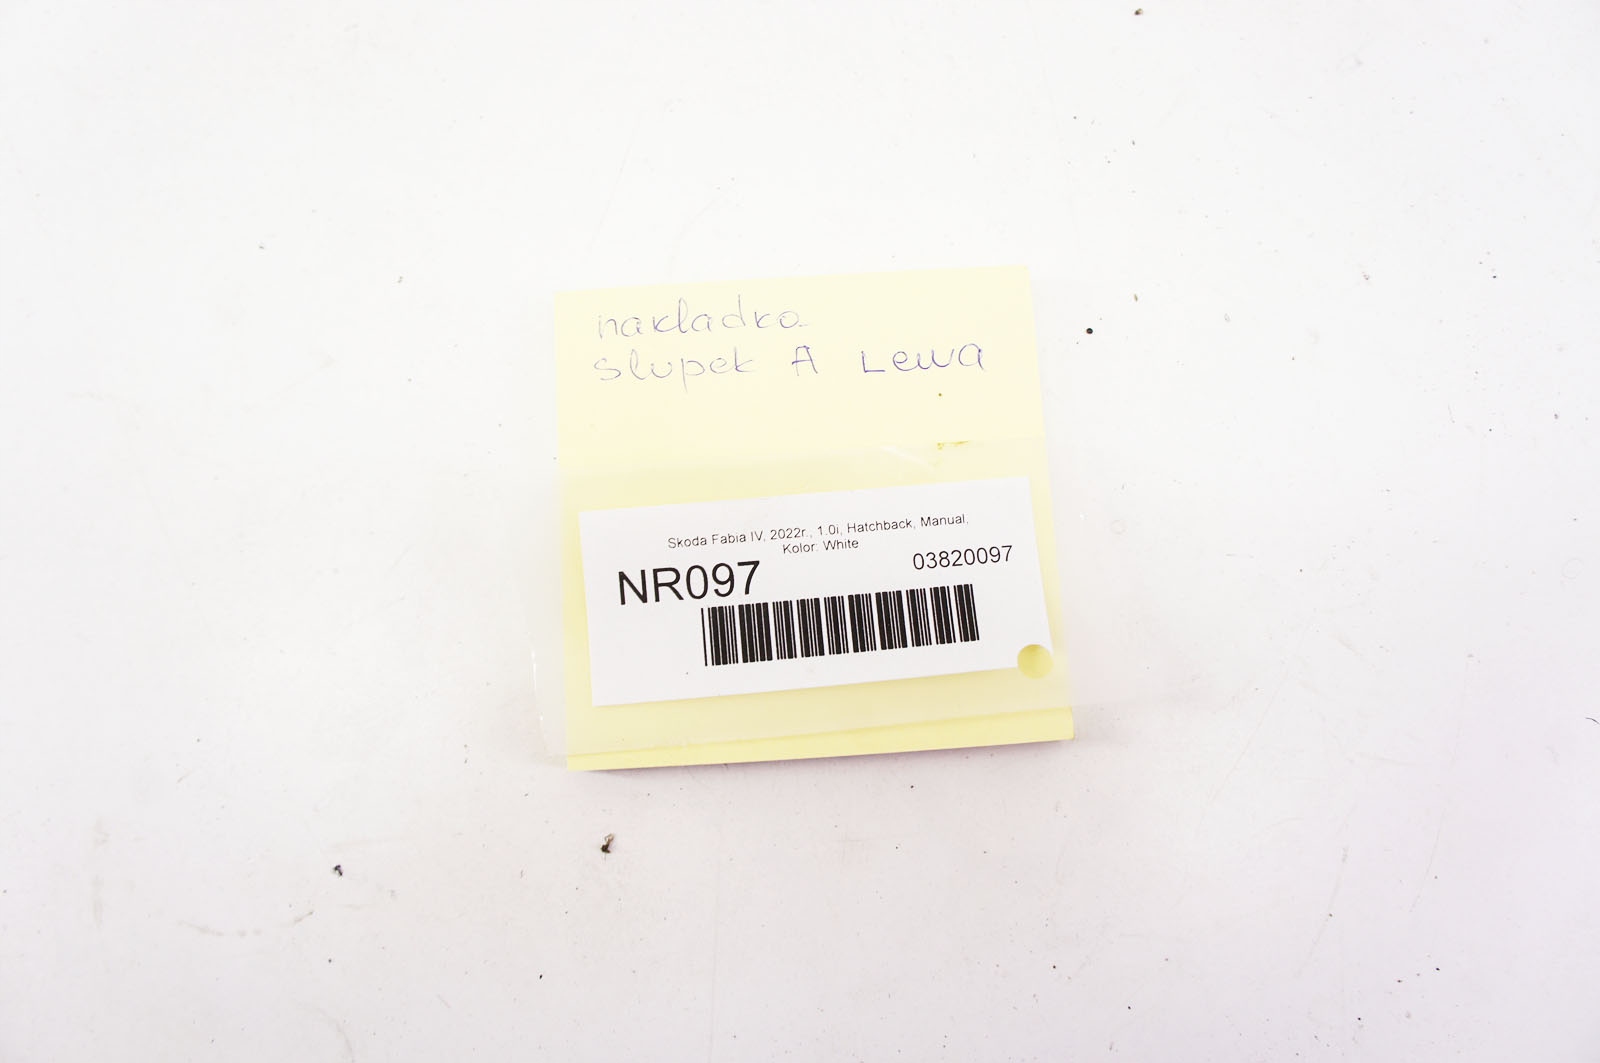 nakladka
slupek A Lewa
Skoda Fabia IV, 2022r., 1.0i, Hatchback, Manual,
Kolor: White
NR097
03820097